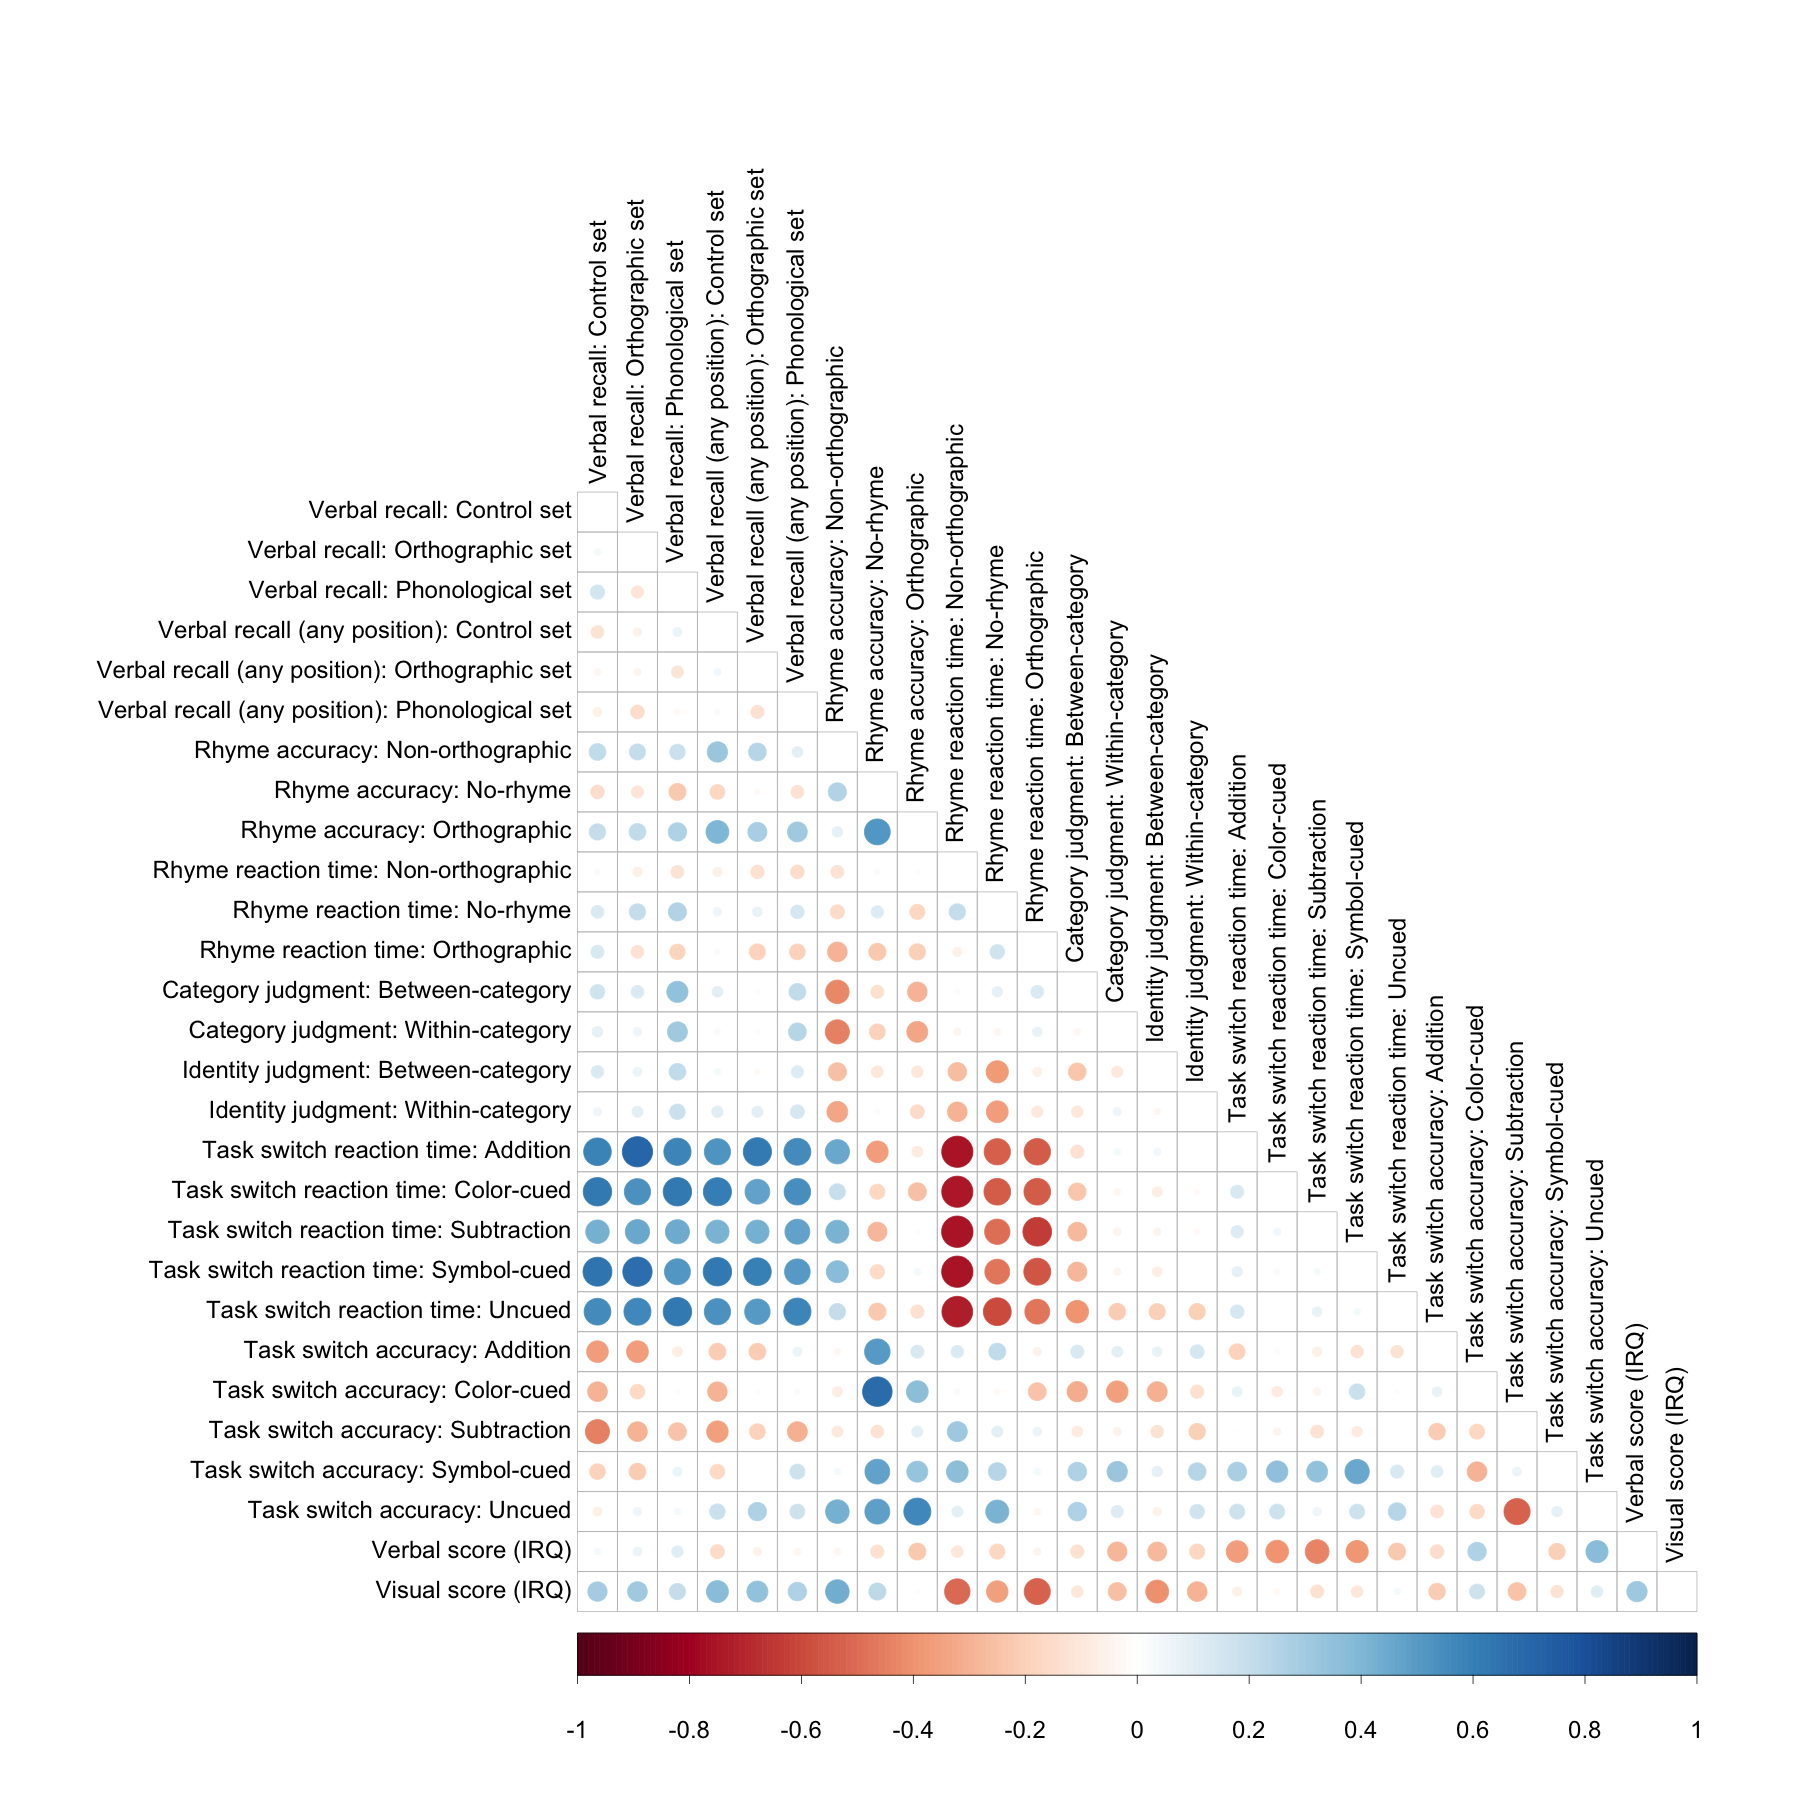 Verbal recall: Control set
Verbal recall: Orthographic set
Verbal recall: Phonological set
Verbal recall (any position): Control set
Verbal recall (any position): Orthographic set
Verbal recall (any position): Phonological set
Rhyme accuracy: Non-orthographic
Rhyme accuracy: No-rhyme
Rhyme accuracy: Orthographic
Rhyme reaction time: Non-orthographic
Rhyme reaction time: No-rhyme
Rhyme reaction time: Orthographic
Category judgment: Between-category
Category judgment: Within-category
Identity judgment: Between-category
Identity judgment: Within-category
Task switch reaction time: Addition
Task switch reaction time: Color-cued
Task switch reaction time: Subtraction
Task switch reaction time: Symbol-cued
Task switch reaction time: Uncued
Task switch accuracy: Addition
Task switch accuracy: Color-cued
Task switch accuracy: Subtraction
Task switch accuracy: Symbol-cued
Task switch accuracy: Uncued
Verbal score (IRQ)
Visual score (IRQ)
Verbal recall: Control set
Verbal recall: Orthographic set
Verbal recall: Phonological set
Verbal recall (any position): Control set
Verbal recall (any position): Orthographic set
Verbal recall (any position): Phonological set
Rhyme accuracy: Non-orthographic
Rhyme accuracy: No-rhyme
Rhyme accuracy: Orthographic
Rhyme reaction time: Non-orthographic
Rhyme reaction time: No-rhyme
Rhyme reaction time: Orthographic
Category judgment: Between-category
Category judgment: Within-category
Identity judgment: Between-category
Identity judgment: Within-category
Task switch reaction time: Addition
Task switch reaction time: Color-cued
Task switch reaction time: Subtraction
Task switch reaction time: Symbol-cued
Task switch reaction time: Uncued
Task switch accuracy: Addition
Task switch accuracy: Color-cued
Task switch accuracy: Subtraction
Task switch accuracy: Symbol-cued
Task switch accuracy: Uncued
Verbal score (IRQ)
Visual score (IRQ)
-1 -0.8 -0.6 -0.4 -0.2 0 0.2 0.4 0.6 0.8 1